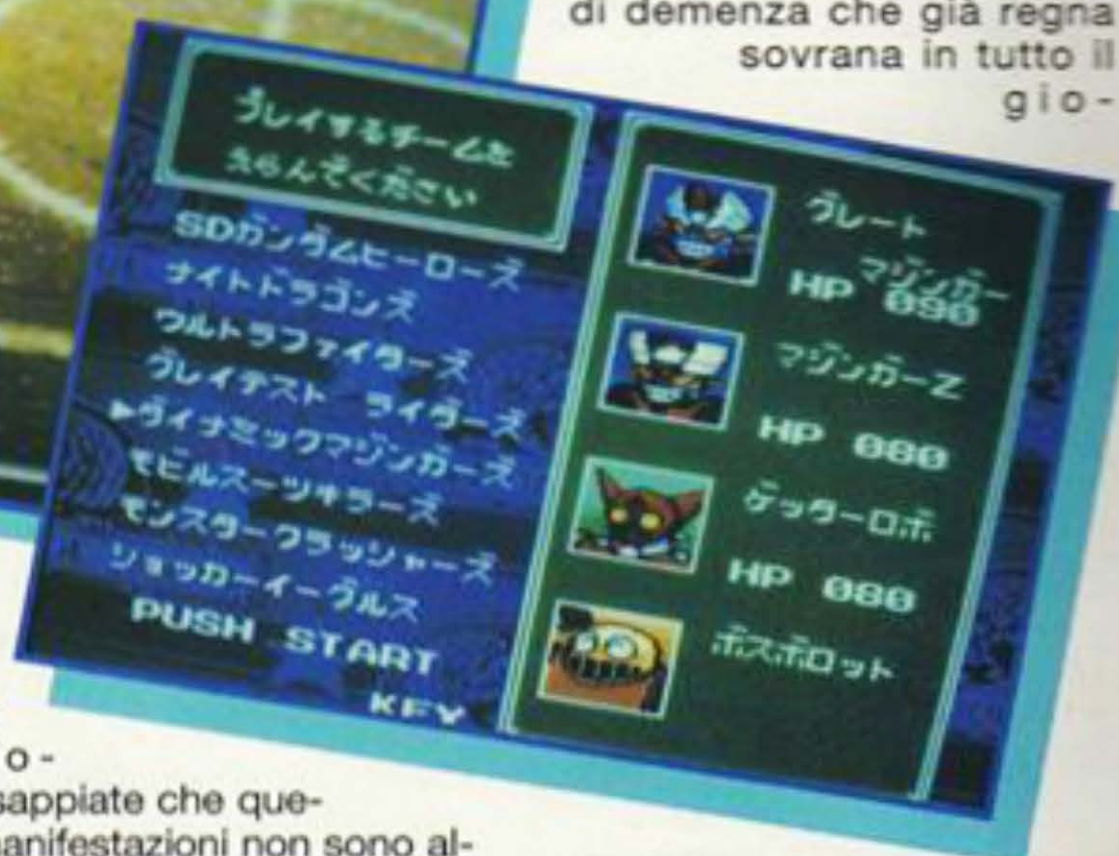 di demenza che già regna
sovrana in tutto il
gio-
プレイするチームを
えらんでください
SDガンダムヒーローズ
ナイトドラゴンズ
ウルトラファイターズ
グレイテスト ライダーズ
▶ダイナミックマジンガーズ
モビルスーツキラーズ
モンスタークラッシャーズ
ショッカーイーグルス
PUSH START
KEY
グレート
マジンガー
HP 090
マジンガーZ
HP 080
ゲッターロボ
HP 080
ボスボロット
o-
sappiate che que-
manifestazioni non sono al-